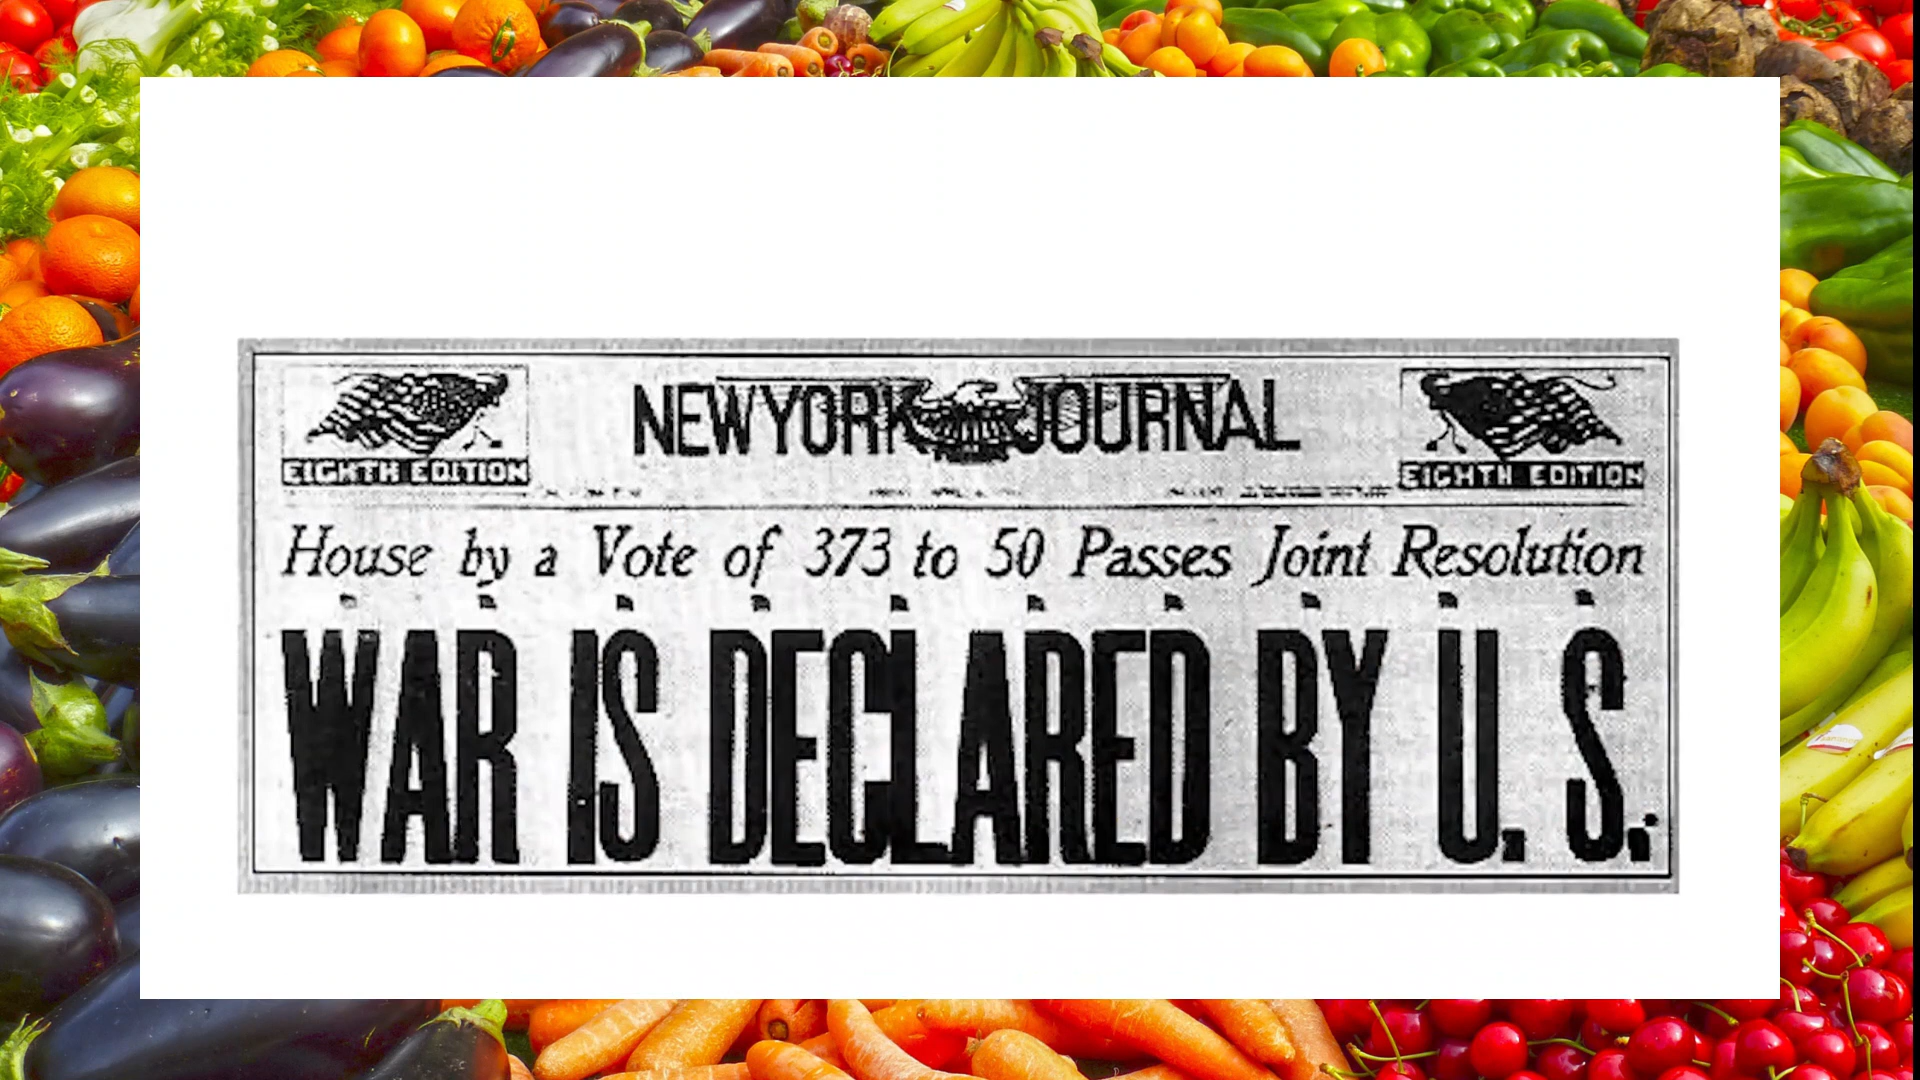 NEW YORK JOURNAL
EIGHTH EDITION
EIGHTH EDITION
House by a Vote of 373 to 50 Passes Joint Resolution
WAR IS DECLARED BY U. S.